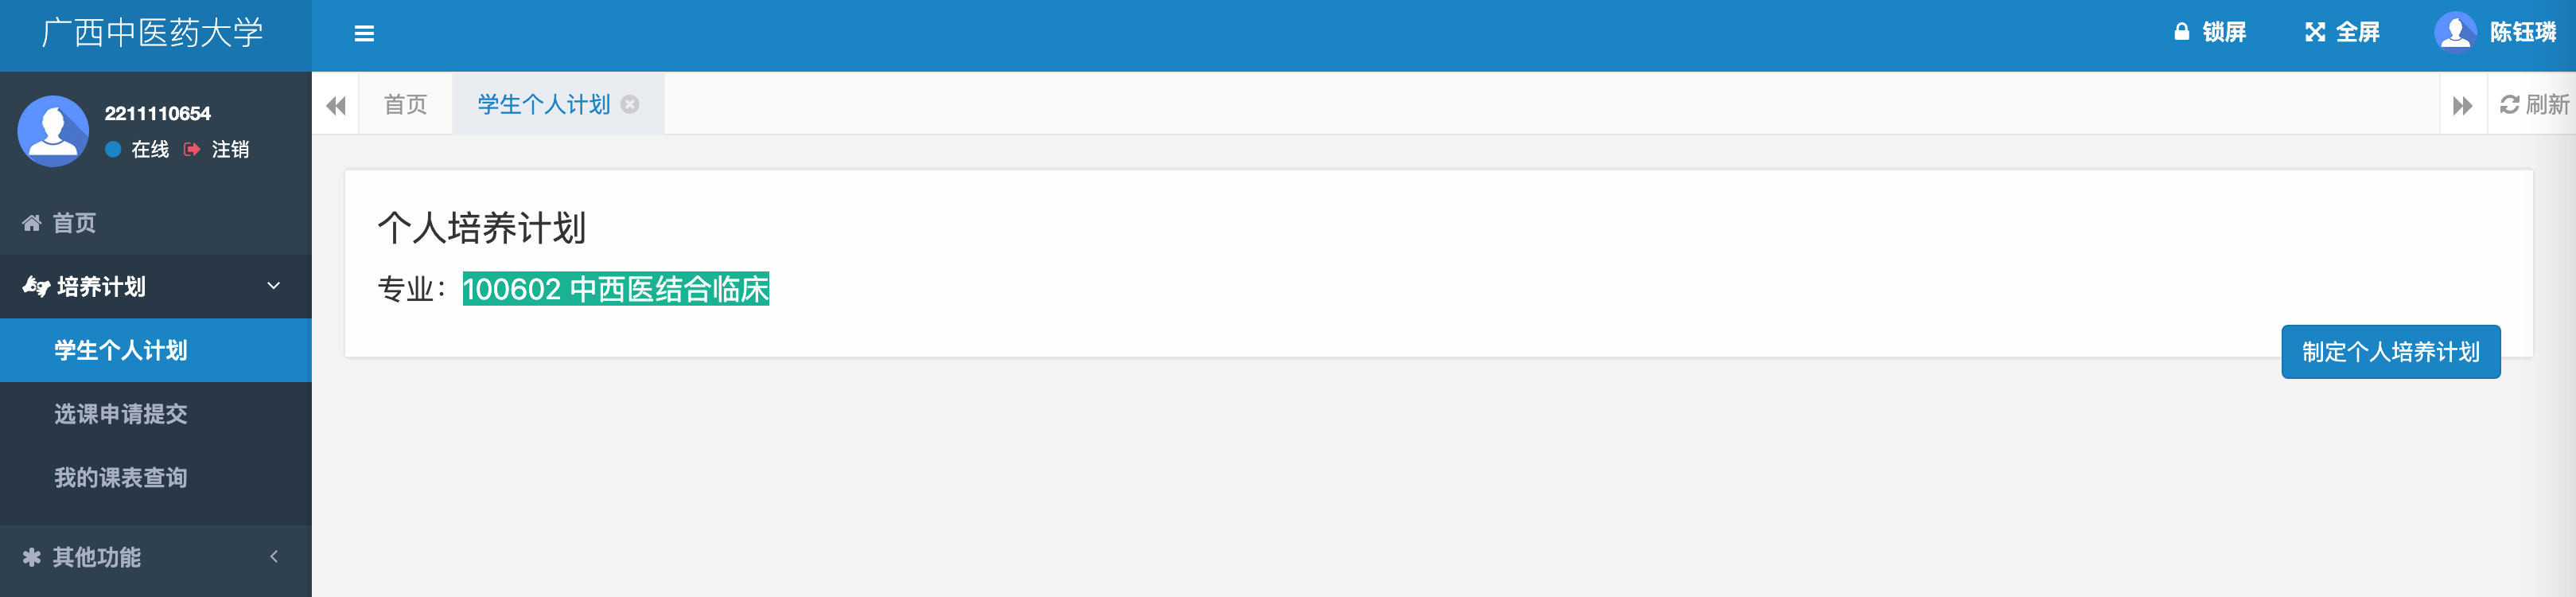 广西中医药大学
锁屏
全屏
陈钰璘
2211110654
在线 注销
首页
培养计划
学生个人计划
选课申请提交
我的课表查询
其他功能
首页
学生个人计划
刷新
个人培养计划
专业：100602 中西医结合临床
制定个人培养计划